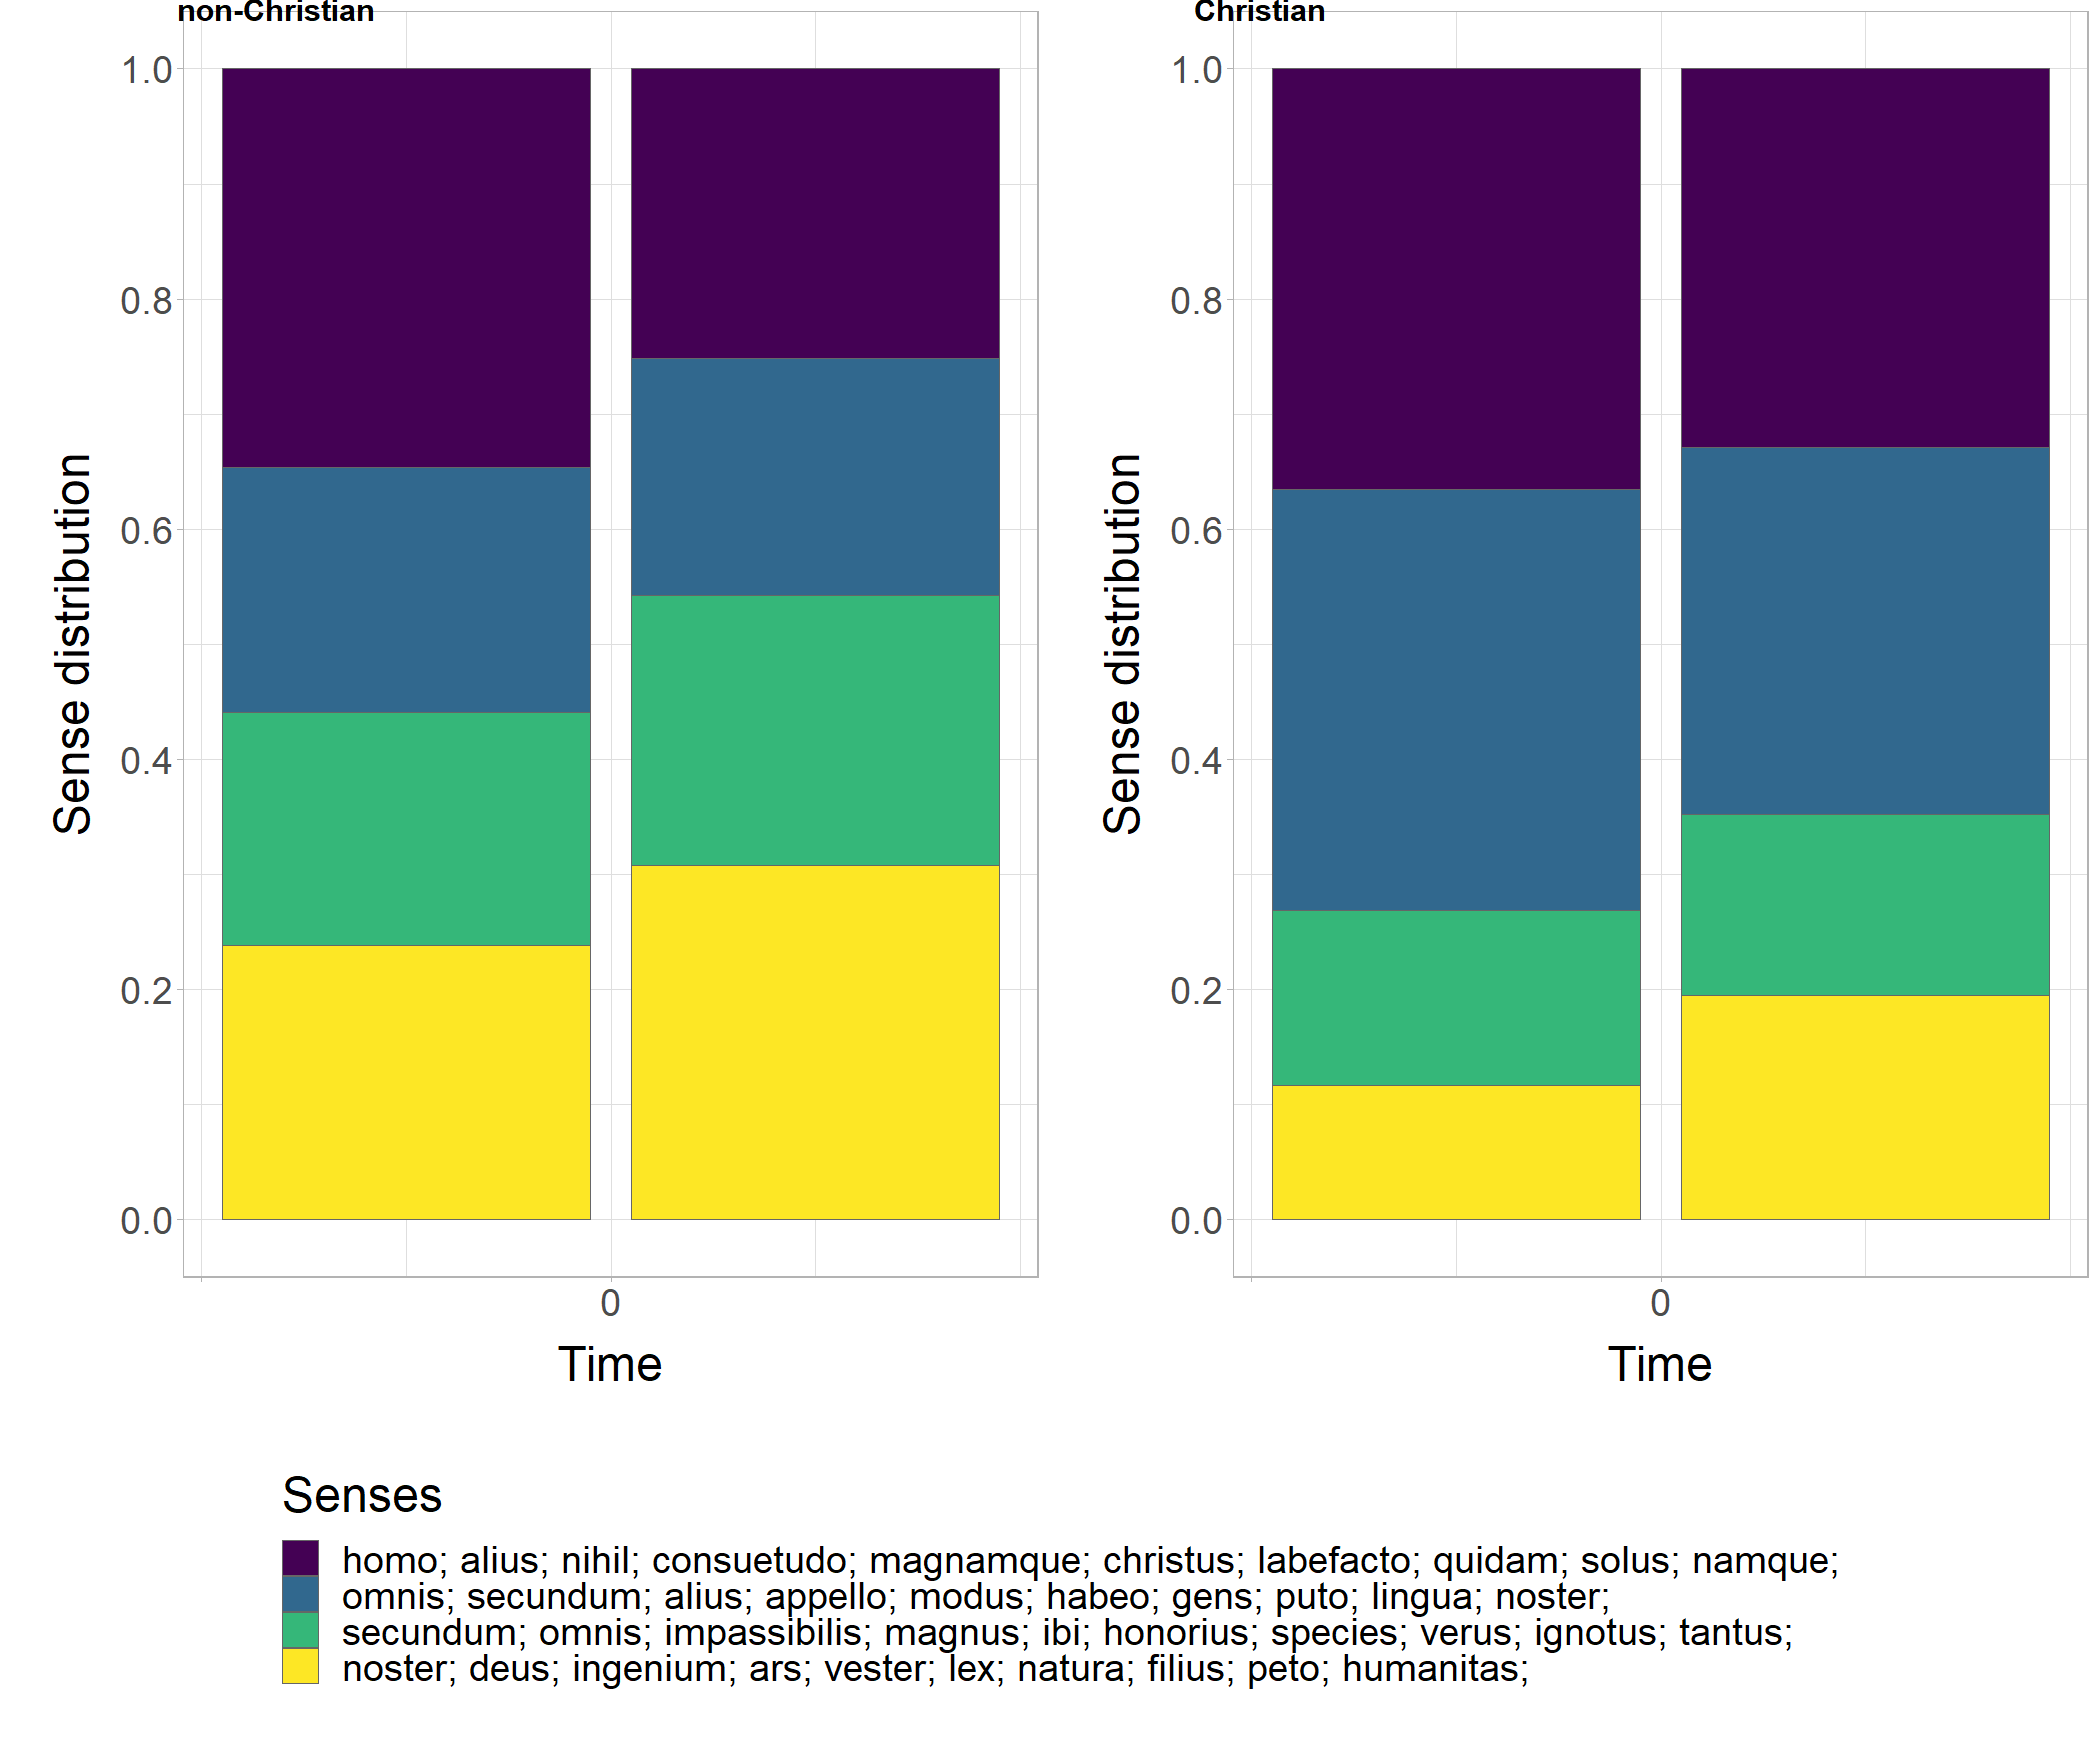 non-Christian
1.0
0.8
0.6
0.4
0.2
0.0
Sense distribution
0
Time
Christian
1.0
0.8
0.6
0.4
0.2
0.0
Sense distribution
0
Time
Senses
homo; alius; nihil; consuetudo; magnamque; christus; labefacto; quidam; solus; namque;
omnis; secundum; alius; appello; modus; habeo; gens; puto; lingua; noster;
secundum; omnis; impassibilis; magnus; ibi; honorius; species; verus; ignotus; tantus;
noster; deus; ingenium; ars; vester; lex; natura; filius; peto; humanitas;